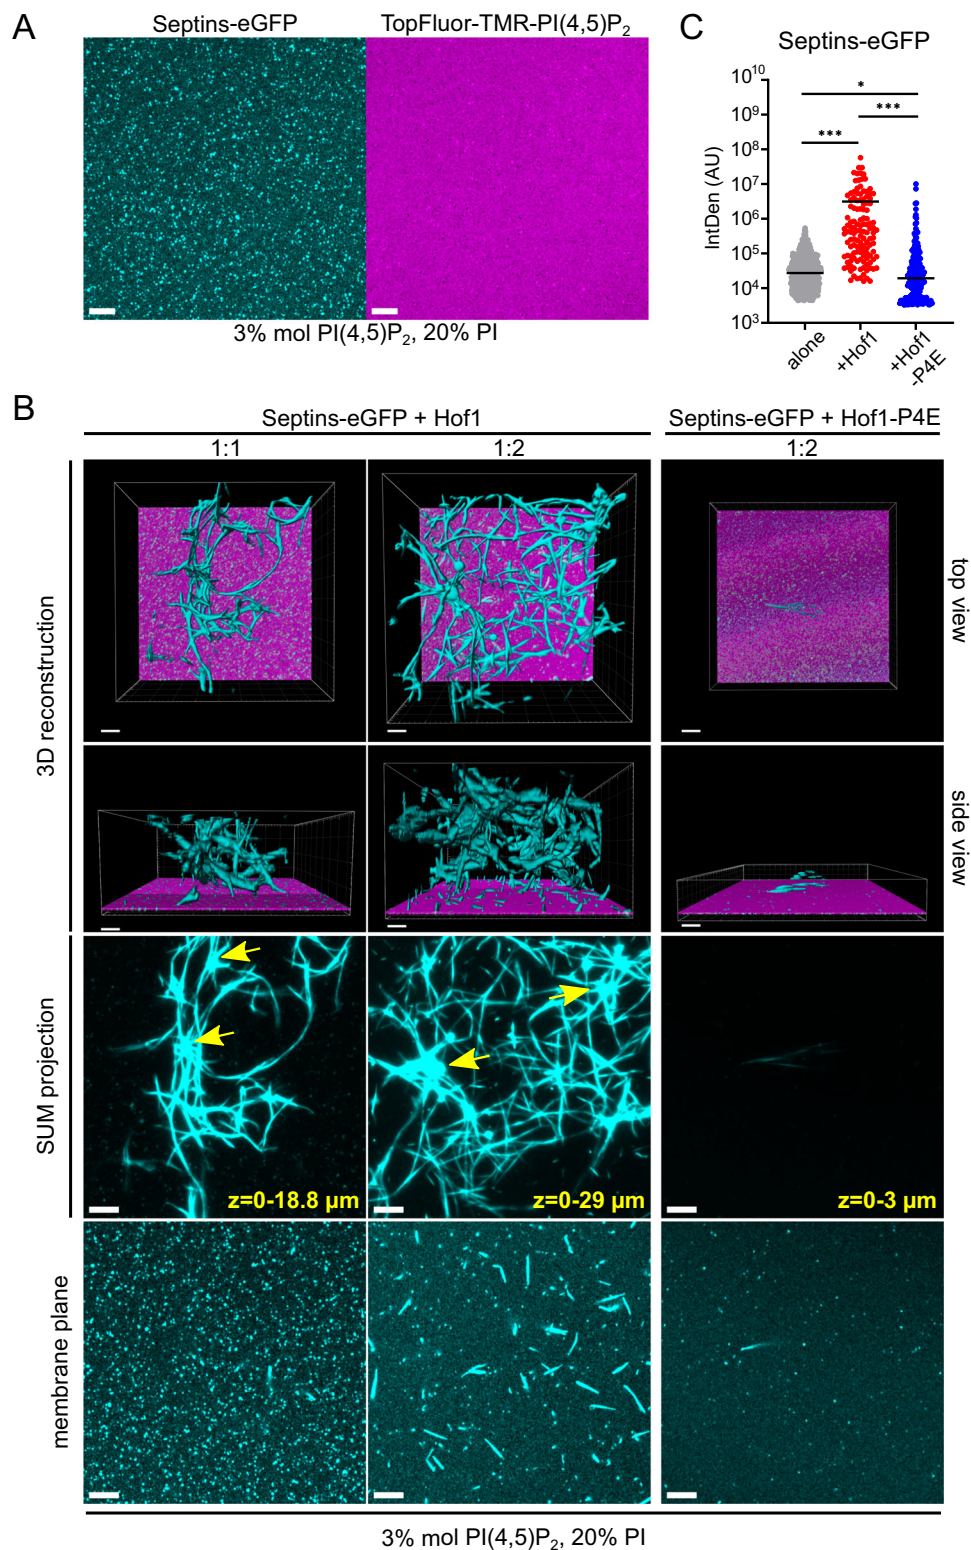 A
Septins-eGFP
TopFluor-TMR-PI(4,5)P2
3% mol PI(4,5)P2, 20% PI
C
Septins-eGFP
IntDen (AU)
10^10
10^9
10^8
10^7
10^6
10^5
10^4
10^3
*
***
***
alone
+Hof1
+Hof1
-P4E
B
Septins-eGFP + Hof1
Septins-eGFP + Hof1-P4E
1:1
1:2
1:2
3D reconstruction
top view
side view
SUM projection
z=0-18.8 µm
z=0-29 µm
z=0-3 µm
membrane plane
3% mol PI(4,5)P2, 20% PI